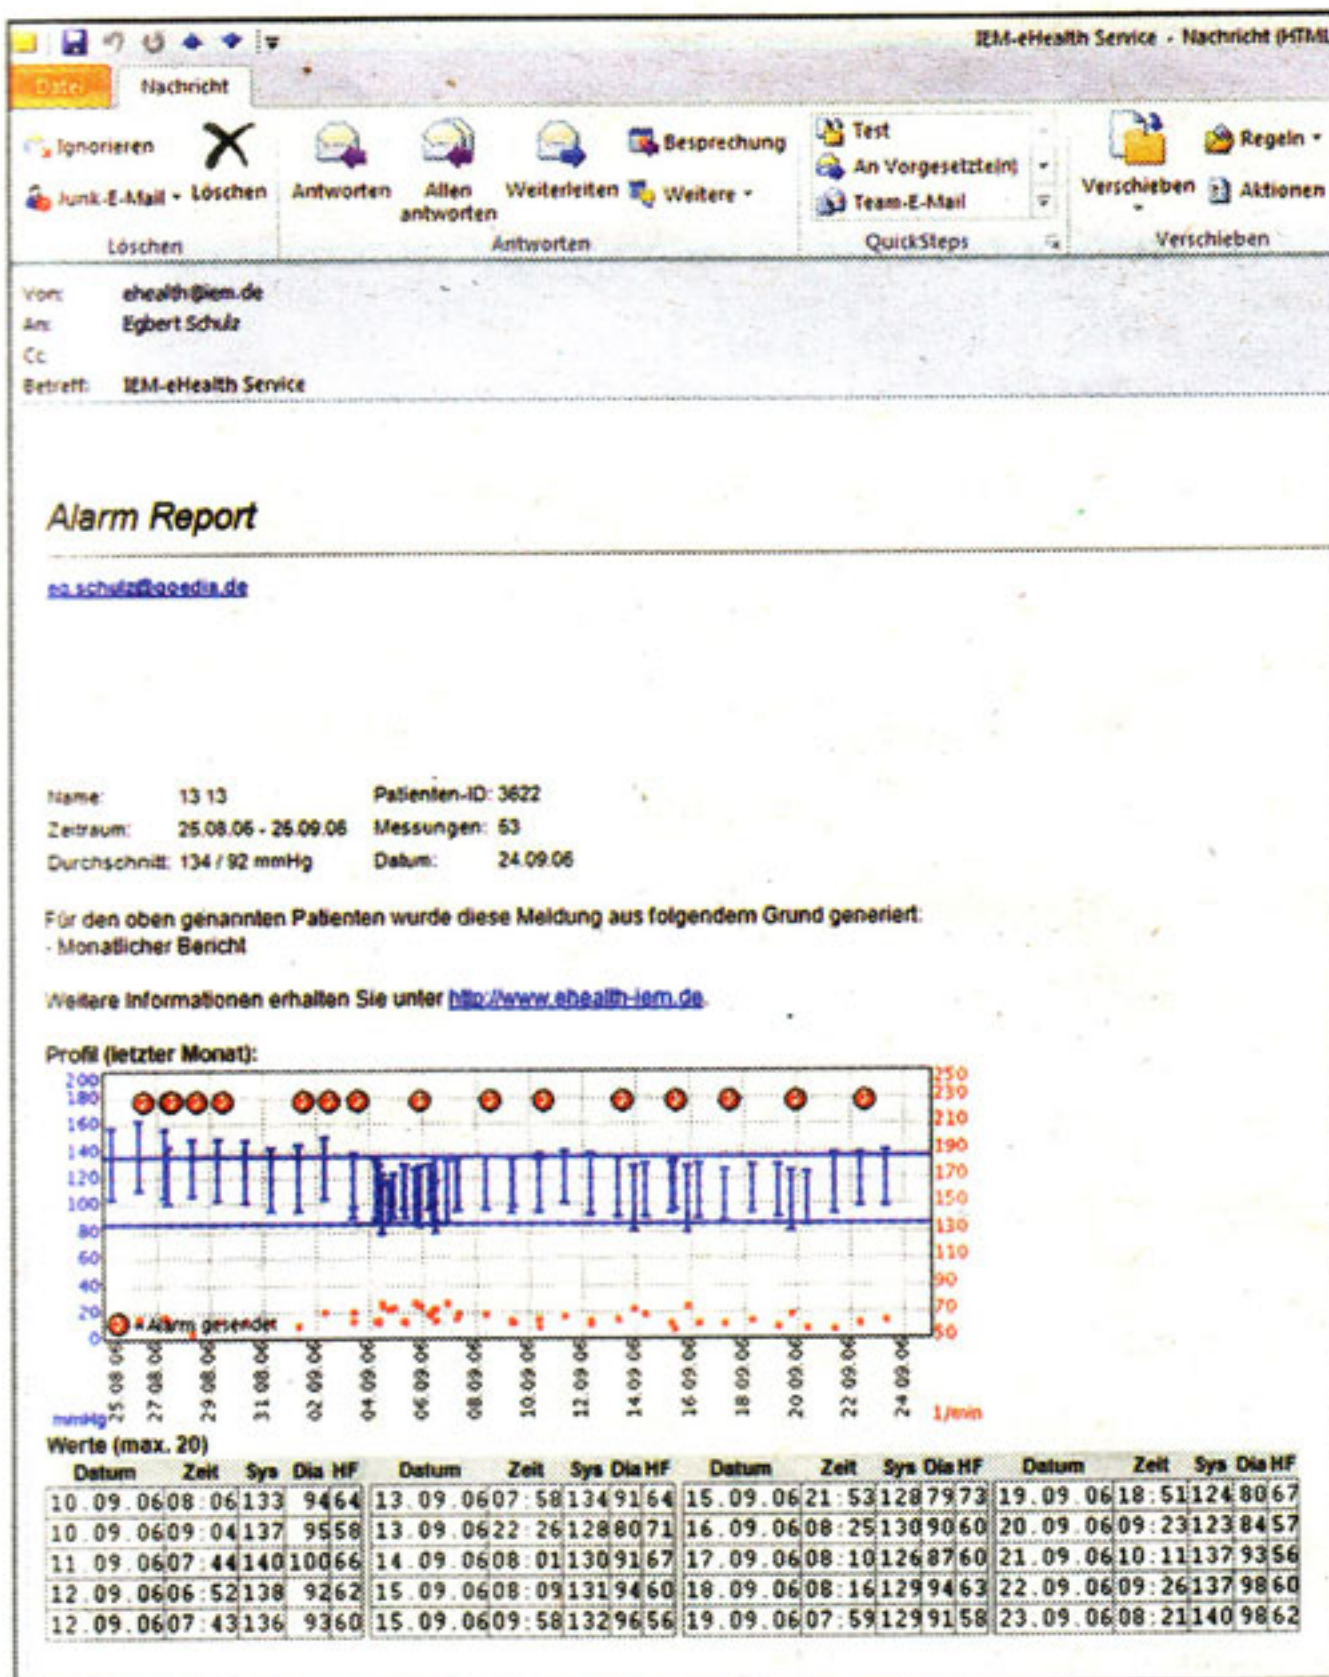 IEM-eHealth Service - Nachricht (HTML
Datei Nachricht
Ignorieren
Junk-E-Mail Löschen Antworten Allen antworten Weiterleiten Besprechung Weitere
Test
An Vorgesetzte(n)
Team-E-Mail
Verschieben Regeln Aktionen
Löschen Antworten QuickSteps Verschieben
Von: ehealth@iem.de
An: Egbert Schulz
Cc
Betreff: IEM-eHealth Service
Alarm Report
eg.schulz@goedia.de
Name: 13 13 Patienten-ID: 3622
Zeitraum: 25.08.06 - 25.09.06 Messungen: 53
Durchschnitt: 134 / 92 mmHg Datum: 24.09.06
Für den oben genannten Patienten wurde diese Meldung aus folgendem Grund generiert:
- Monatlicher Bericht
Weitere Informationen erhalten Sie unter http://www.ehealth-iem.de.
Profil (letzter Monat):
200 250
180 230
160 210
140 190
120 170
100 150
80 130
60 110
40 90
20 70
0 50
= Alarm gesendet
25.08.06 27.08.06 29.08.06 31.08.06 02.09.06 04.09.06 06.09.06 08.09.06 10.09.06 12.09.06 14.09.06 16.09.06 18.09.06 20.09.06 22.09.06 24.09.06
mmHg 1/min
Werte (max. 20)
Datum Zeit Sys Dia HF Datum Zeit Sys Dia HF Datum Zeit Sys Dia HF Datum Zeit Sys Dia HF
10.09.06 08:06 133 94 64 13.09.06 07:58 134 91 64 15.09.06 21:53 128 79 73 19.09.06 18:51 124 80 67
10.09.06 09:04 137 95 58 13.09.06 22:26 128 80 71 16.09.06 08:25 130 90 60 20.09.06 09:23 123 84 57
11.09.06 07:44 140 100 66 14.09.06 08:01 130 91 67 17.09.06 08:10 126 87 60 21.09.06 10:11 137 93 56
12.09.06 06:52 138 92 62 15.09.06 08:09 131 94 60 18.09.06 08:16 129 94 63 22.09.06 09:26 137 98 60
12.09.06 07:43 136 93 60 15.09.06 09:58 132 96 56 19.09.06 07:59 129 91 58 23.09.06 08:21 140 98 62